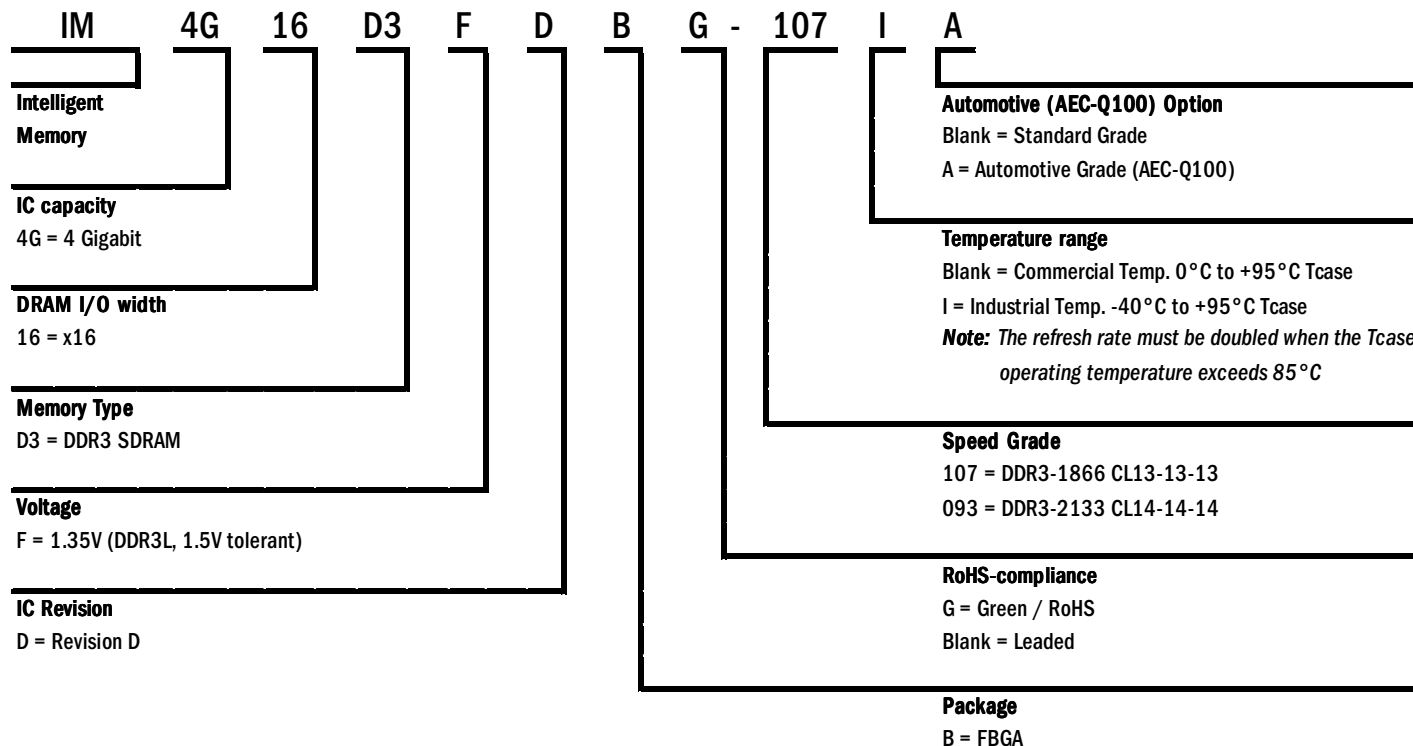 IM 4G 16 D3 F D B G - 107 I A
Intelligent
Memory
IC capacity
4G = 4 Gigabit
DRAM I/O width
16 = x16
Memory Type
D3 = DDR3 SDRAM
Voltage
F = 1.35V (DDR3L, 1.5V tolerant)
IC Revision
D = Revision D
Automotive (AEC-Q100) Option
Blank = Standard Grade
A = Automotive Grade (AEC-Q100)
Temperature range
Blank = Commercial Temp. 0°C to +95°C Tcase
I = Industrial Temp. -40°C to +95°C Tcase
Note: The refresh rate must be doubled when the Tcase
operating temperature exceeds 85°C
Speed Grade
107 = DDR3-1866 CL13-13-13
093 = DDR3-2133 CL14-14-14
RoHS-compliance
G = Green / RoHS
Blank = Leaded
Package
B = FBGA